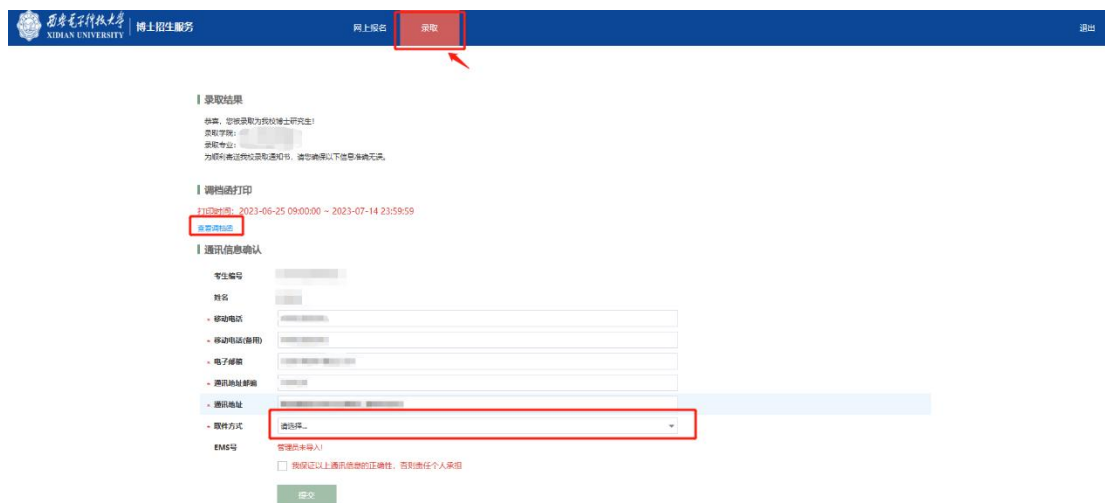 西安电子科技大学
XIDIAN UNIVERSITY
博士招生服务
网上报名
录取
退出
录取结果
恭喜，您被录取为我校博士研究生！
录取学院：
录取专业：
为顺利寄送我校录取通知书，请您确保以下信息准确无误。
调档函打印
打印时间：2023-06-25 09:00:00 ~ 2023-07-14 23:59:59
查看调档函
通讯信息确认
考生编号
姓名
* 移动电话
* 移动电话(备用)
* 电子邮箱
* 通讯地址邮编
* 通讯地址
* 取件方式 请选择...
EMS号 管理员未导入!
我保证以上通讯信息的正确性，否则责任个人承担
提交